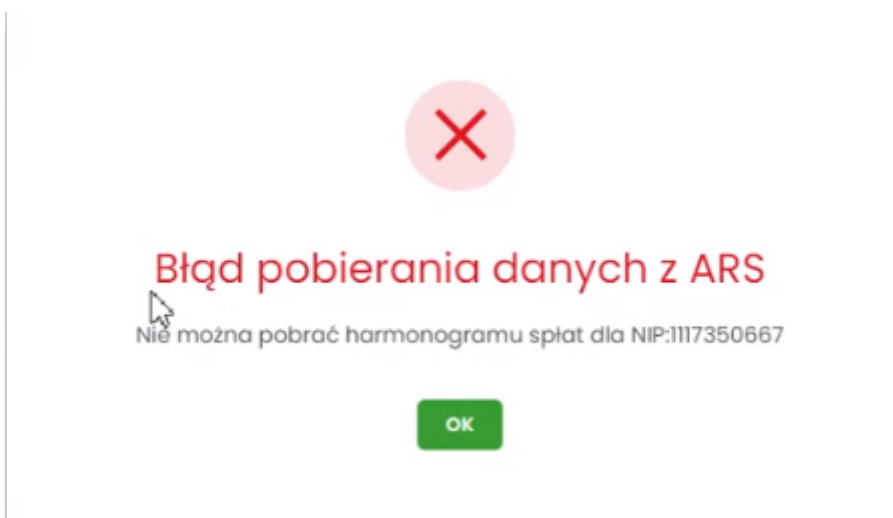 Błąd pobierania danych z ARS
Nie można pobrać harmonogramu spłat dla NIP:1117350667
OK